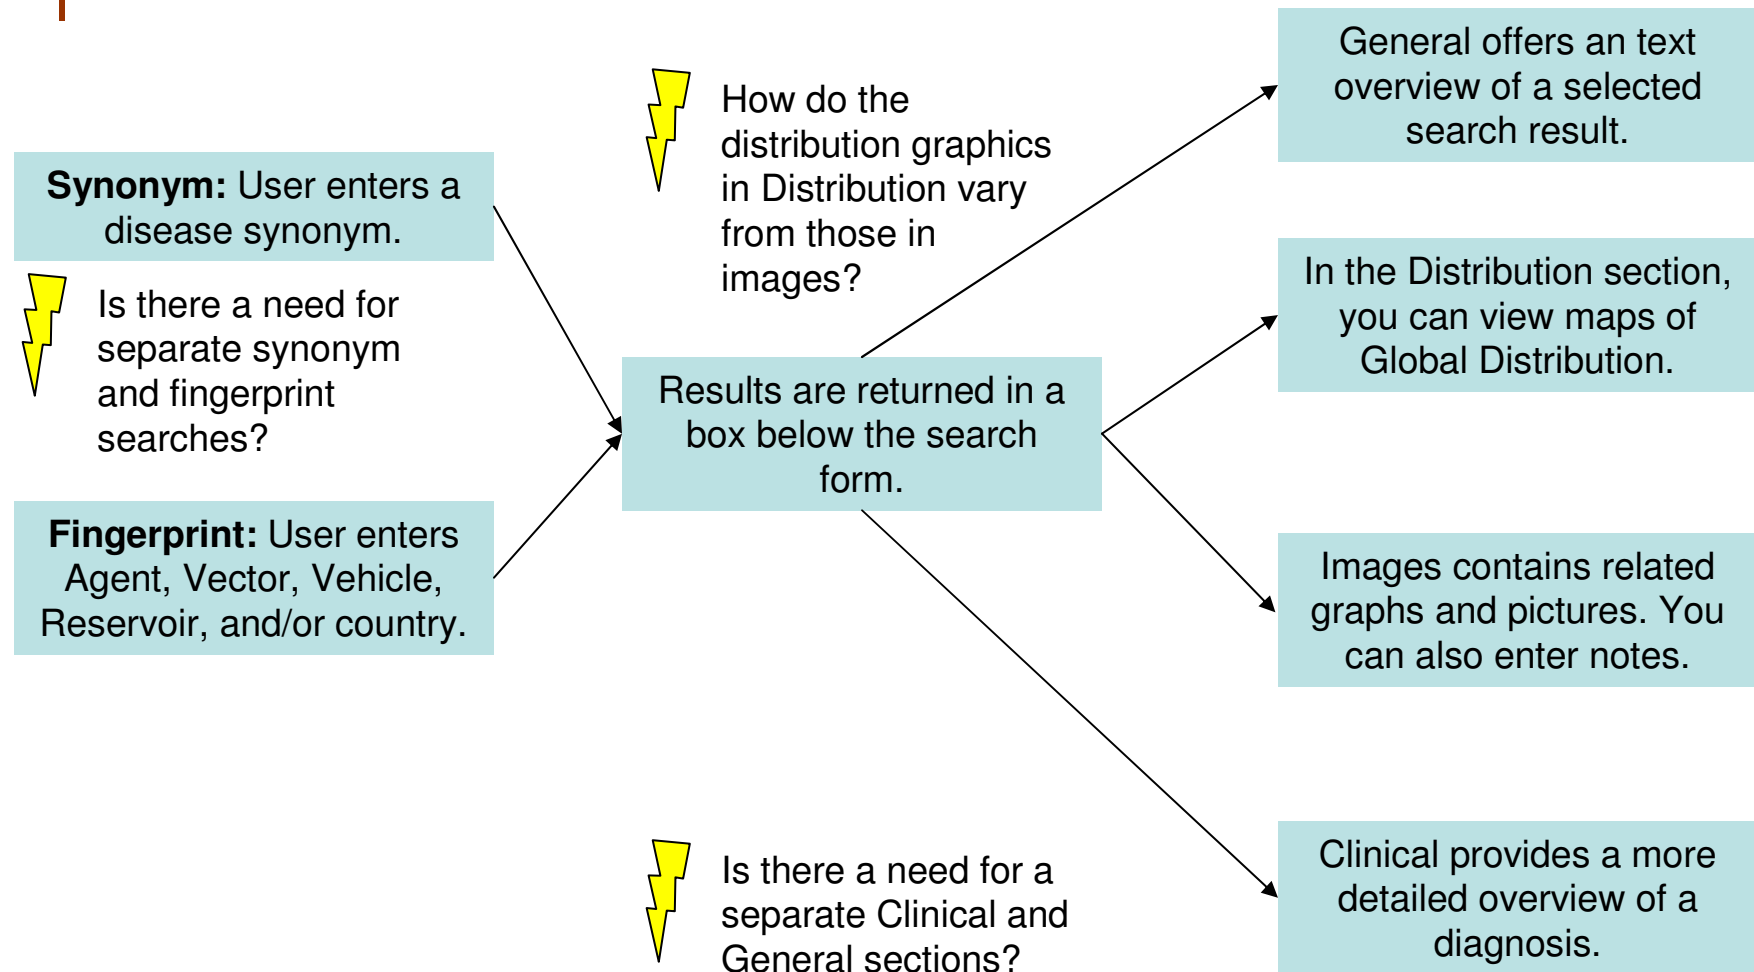 Synonym: User enters a
disease synonym.
Is there a need for
separate synonym
and fingerprint
searches?
Fingerprint: User enters
Agent, Vector, Vehicle,
Reservoir, and/or country.
How do the
distribution graphics
in Distribution vary
from those in
images?
Results are returned in a
box below the search
form.
Is there a need for a
separate Clinical and
General sections?
General offers an text
overview of a selected
search result.
In the Distribution section,
you can view maps of
Global Distribution.
Images contains related
graphs and pictures. You
can also enter notes.
Clinical provides a more
detailed overview of a
diagnosis.